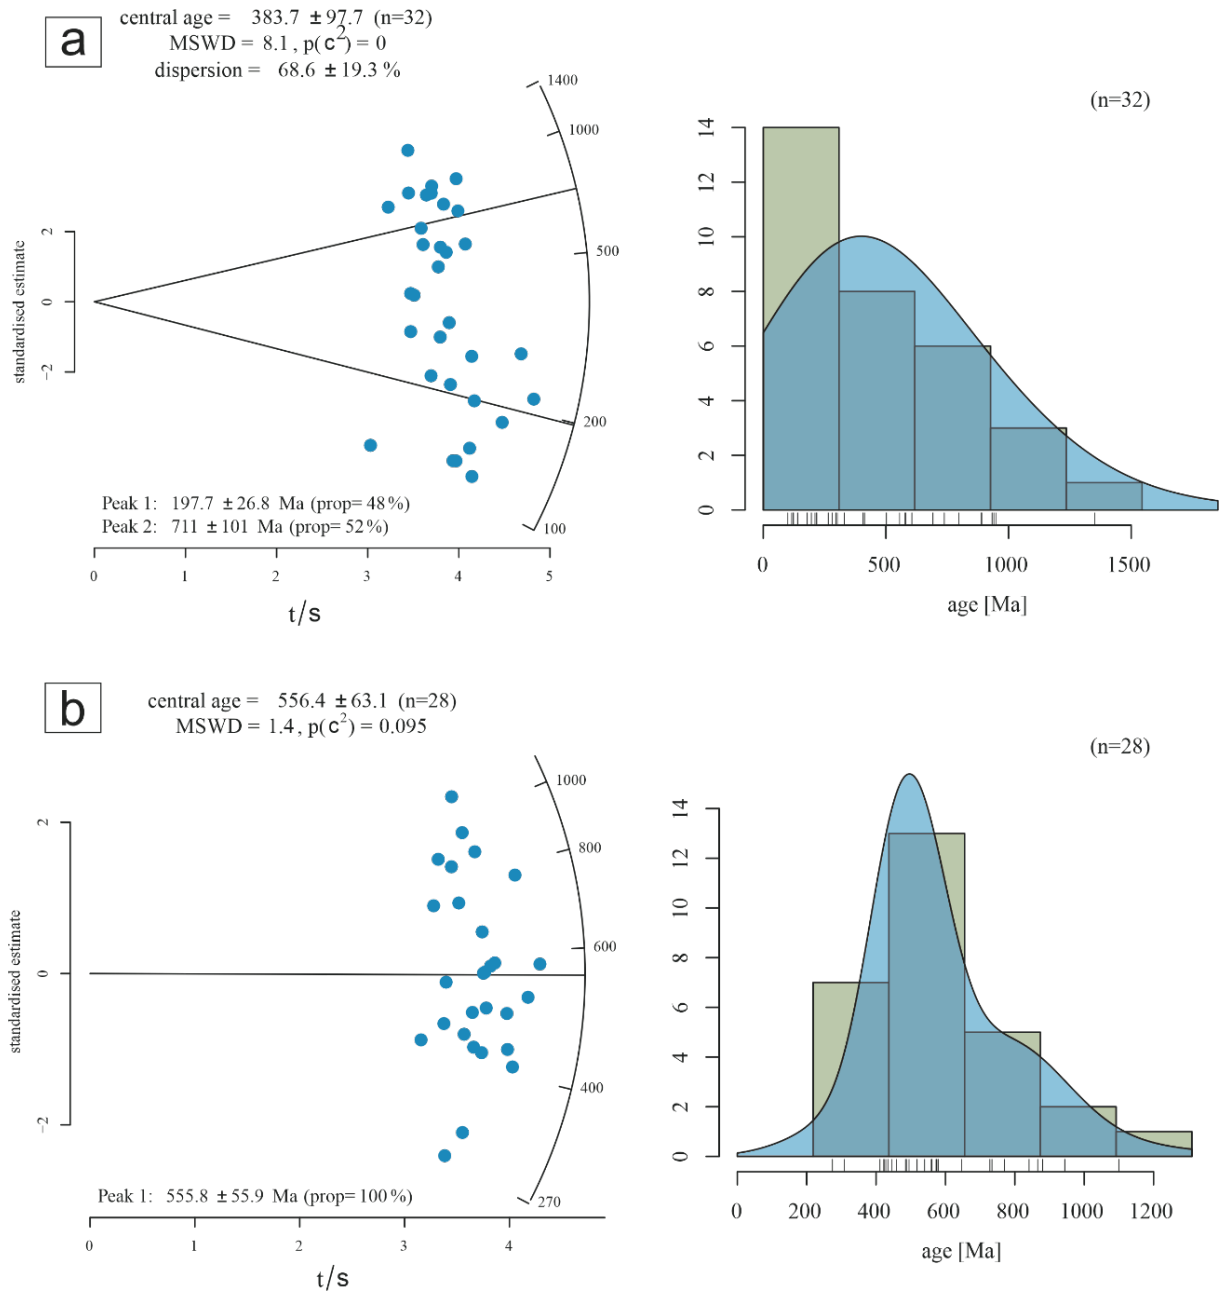 a
central age = 383.7 ± 97.7 (n=32)
MSWD = 8.1 , p(c²) = 0
dispersion = 68.6 ± 19.3 %
1400
1000
500
200
100
2
0
−2
standardised estimate
Peak 1: 197.7 ± 26.8 Ma (prop= 48 %)
Peak 2: 711 ± 101 Ma (prop= 52 %)
0 1 2 3 4 5
t/s
(n=32)
14
12
10
8
6
4
2
0
0 500 1000 1500
age [Ma]
b
central age = 556.4 ± 63.1 (n=28)
MSWD = 1.4 , p(c²) = 0.095
1000
800
600
400
270
2
0
−2
standardised estimate
Peak 1: 555.8 ± 55.9 Ma (prop= 100 %)
0 1 2 3 4
t/s
(n=28)
14
12
10
8
6
4
2
0
0 200 400 600 800 1000 1200
age [Ma]